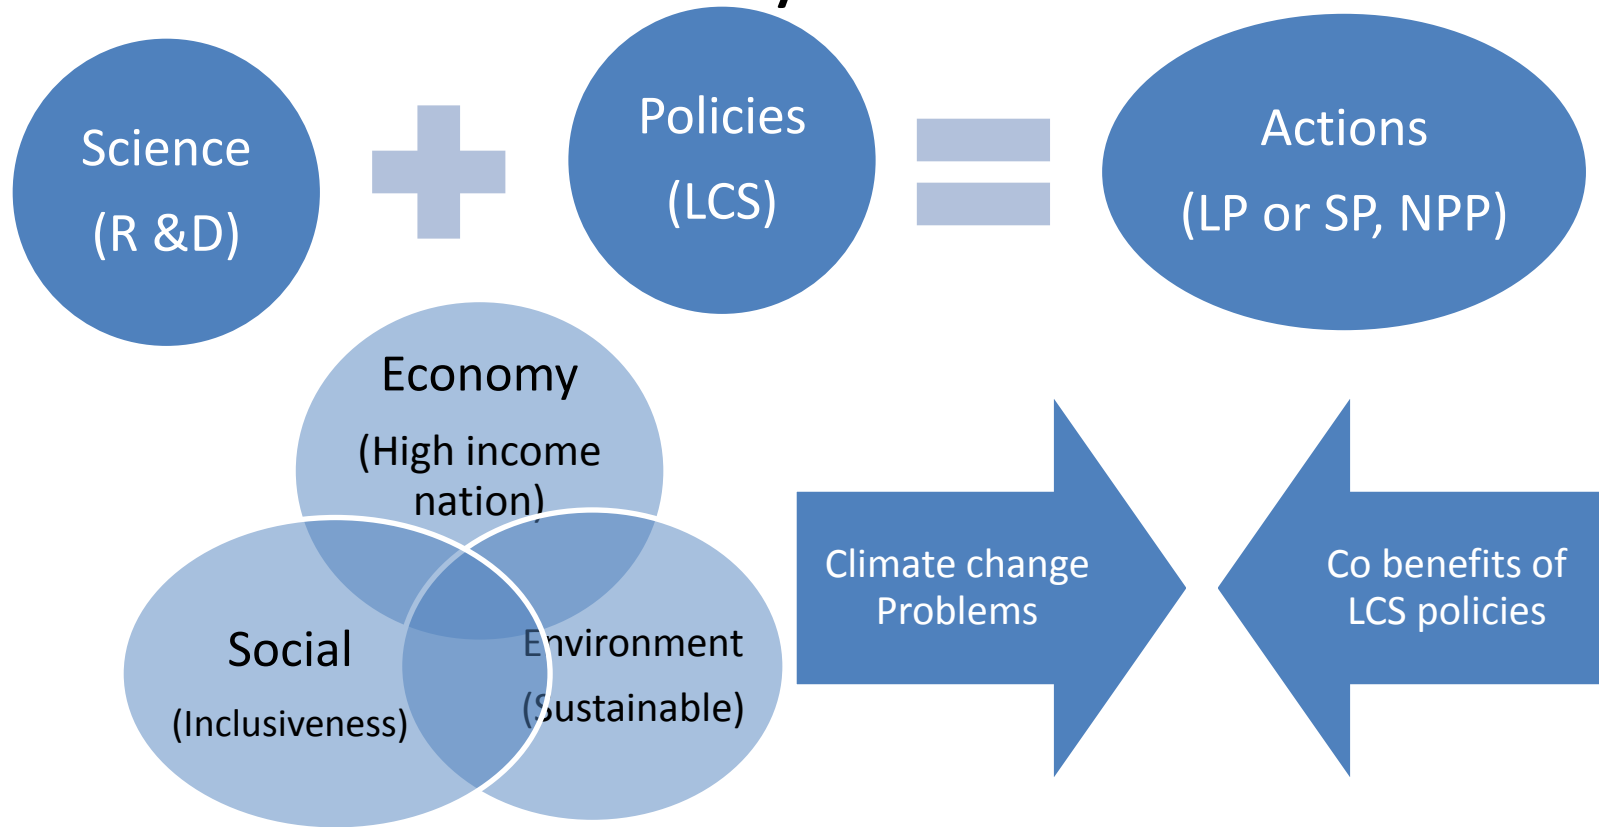 Science
(R &D)
Policies
(LCS)
Actions
(LP or SP, NPP)
Economy
(High income
nation)
Social
(Inclusiveness)
Environment
(Sustainable)
Climate change
Problems
Co benefits of
LCS policies